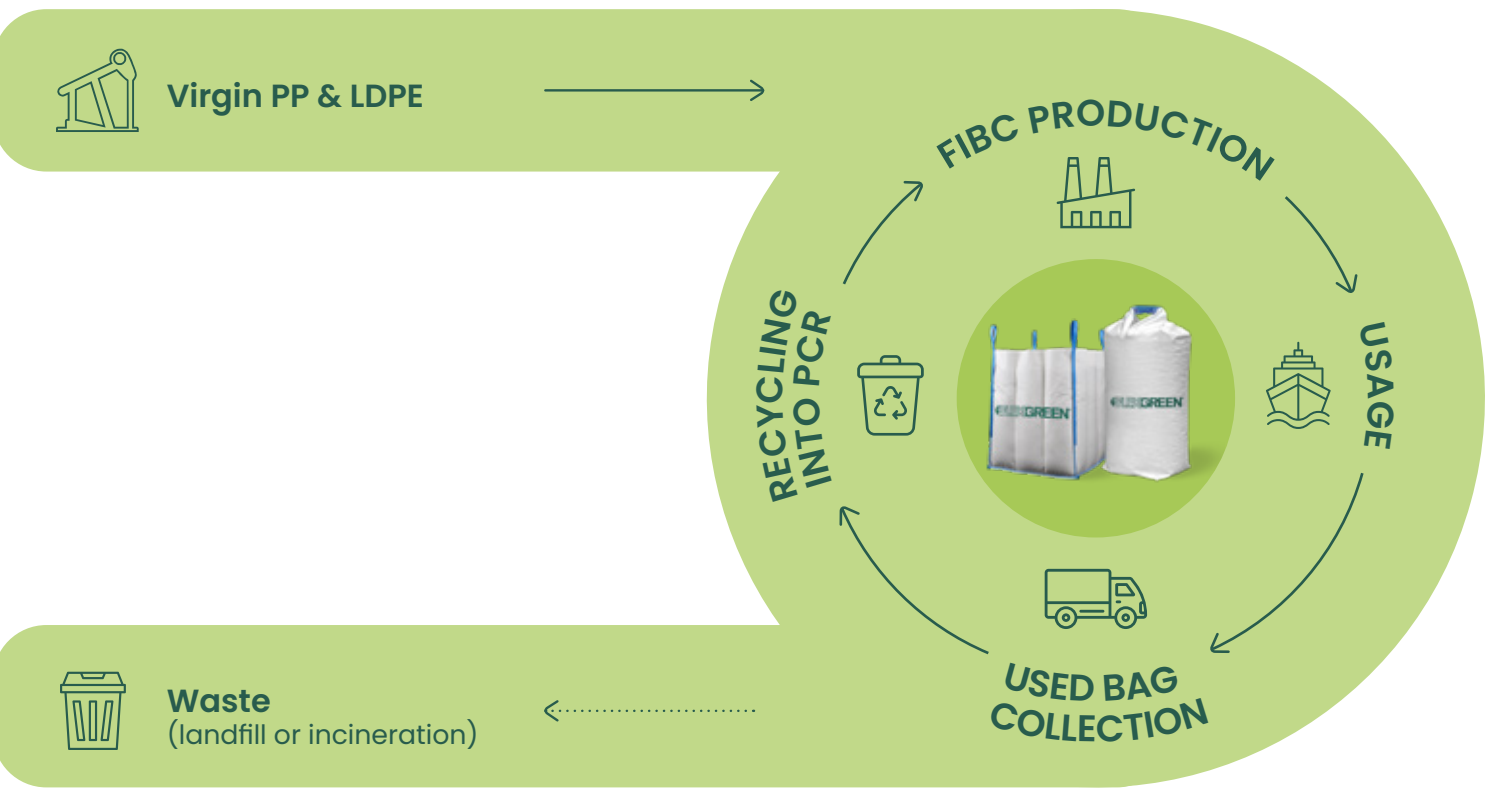 Virgin PP & LDPE
FIBC PRODUCTION
USAGE
USED BAG
COLLECTION
RECYCLING
INTO PCR
Waste
(landfill or incineration)